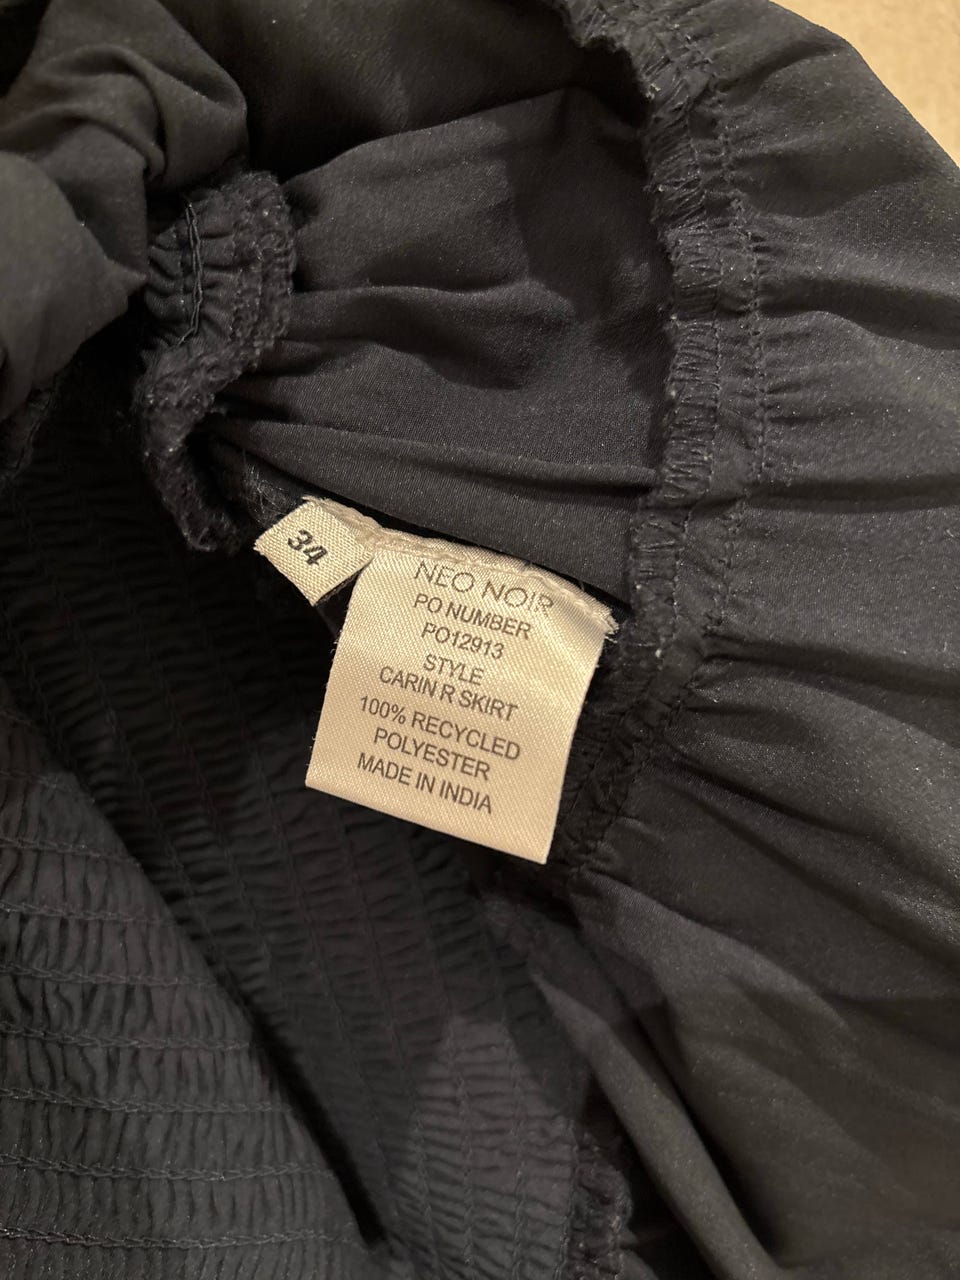 34
NEO NOIR
PO NUMBER
PO12913
STYLE
CARIN R SKIRT
100% RECYCLED
POLYESTER
MADE IN INDIA